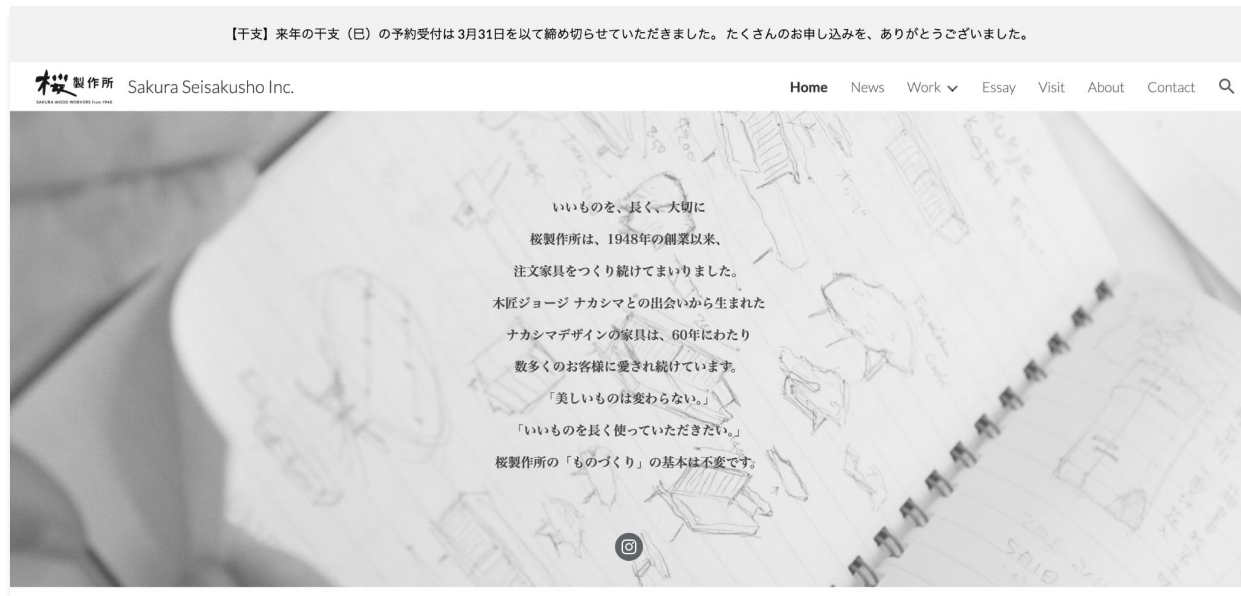 【干支】来年の干支（巳）の予約受付は3月31日を以て締め切らせていただきました。たくさんのお申し込みを、ありがとうございました。
桜製作所 Sakura Seisakusho Inc.
SAKURA WOOD WORKERS from 1948
Home News Work Essay Visit About Contact
いいものを、長く、大切に
桜製作所は、1948年の創業以来、
注文家具をつくり続けてまいりました。
木匠ジョージ ナカシマとの出会いから生まれた
ナカシマデザインの家具は、60年にわたり
数多くのお客様に愛され続けています。
「美しいものは変わらない。」
「いいものを長く使っていただきたい。」
桜製作所の「ものづくり」の基本は不変です。